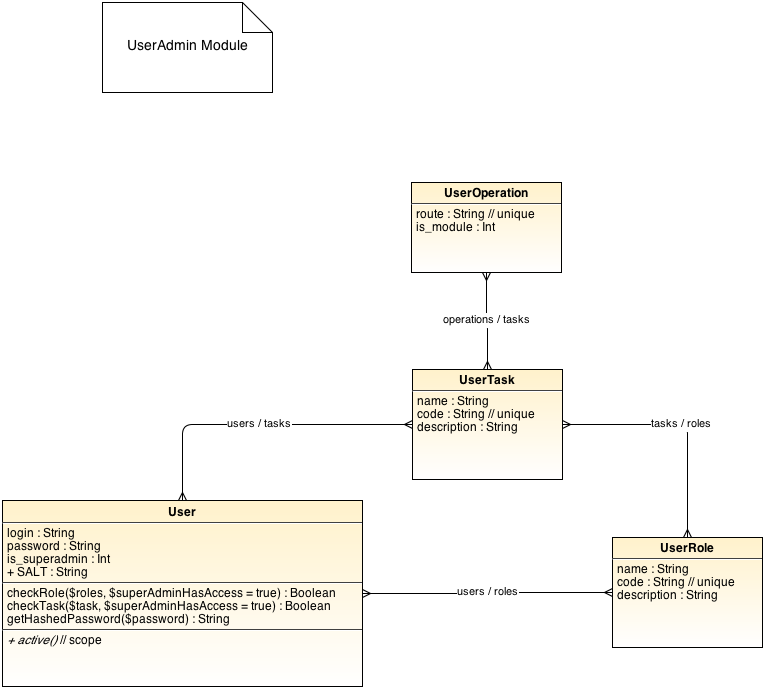 UserAdmin Module
UserOperation
route : String // unique
is_module : Int
operations / tasks
UserTask
name : String
code : String // unique
description : String
users / tasks
tasks / roles
User
login : String
password : String
is_superadmin : Int
+ SALT : String
checkRole($roles, $superAdminHasAccess = true) : Boolean
checkTask($task, $superAdminHasAccess = true) : Boolean
getHashedPassword($password) : String
+ active() // scope
users / roles
UserRole
name : String
code : String // unique
description : String